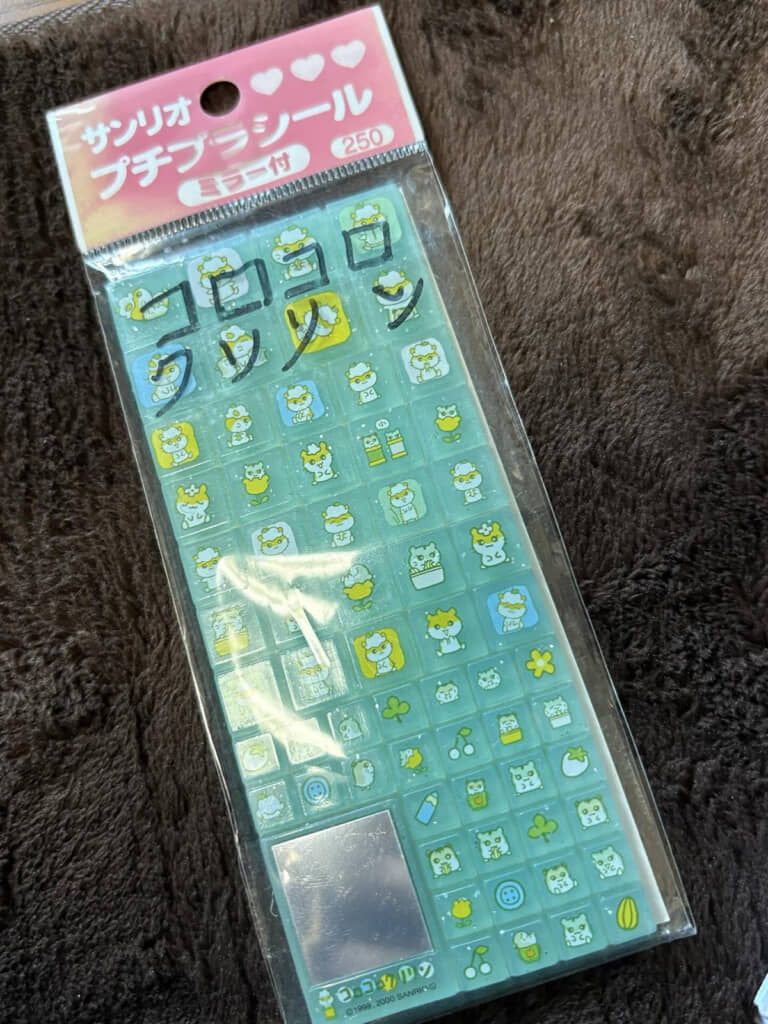 サンリオ
プチプラシール
ミラー付
250
コロコロ
クリリン
コロコロクリリン
©1998, 2000 SANRIO